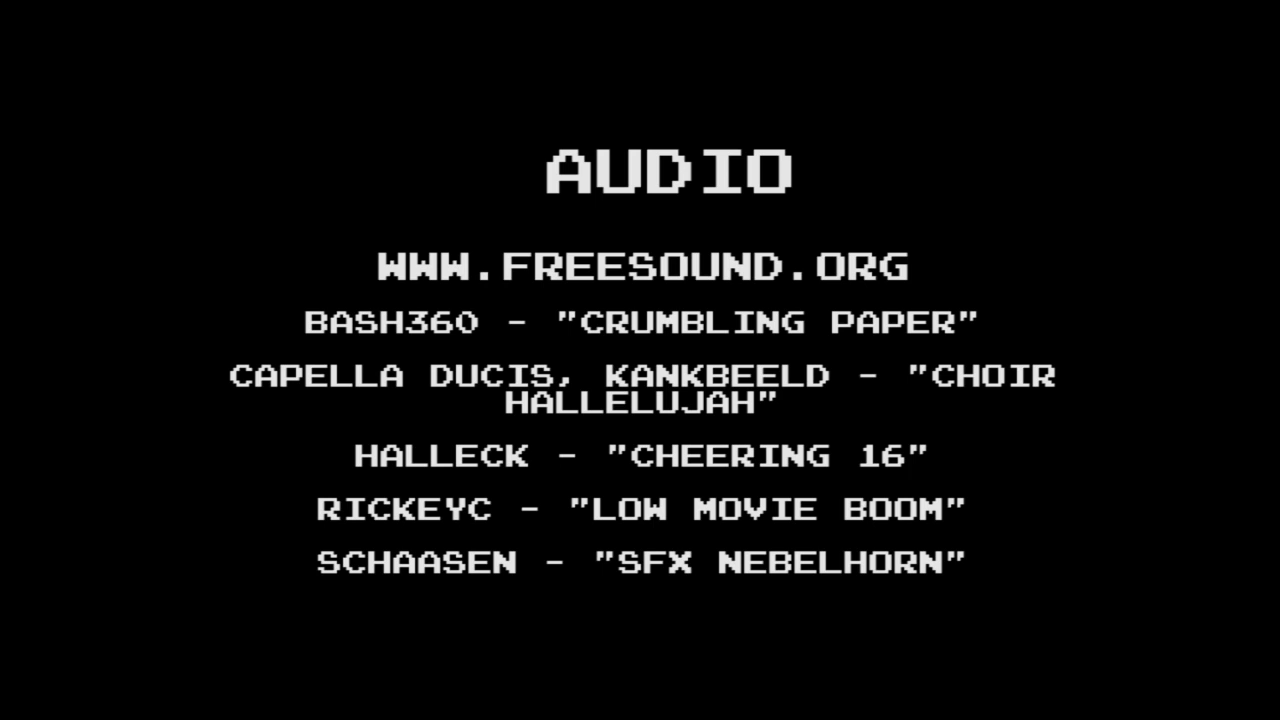 AUDIO
WWW.FREESOUND.ORG
BASH360 - "CRUMBLING PAPER"
CAPELLA DUCIS, KANKBEELD - "CHOIR
HALLELUJAH"
HALLECK - "CHEERING 16"
RICKEYC - "LOW MOVIE BOOM"
SCHAASEN - "SFX NEBELHORN"